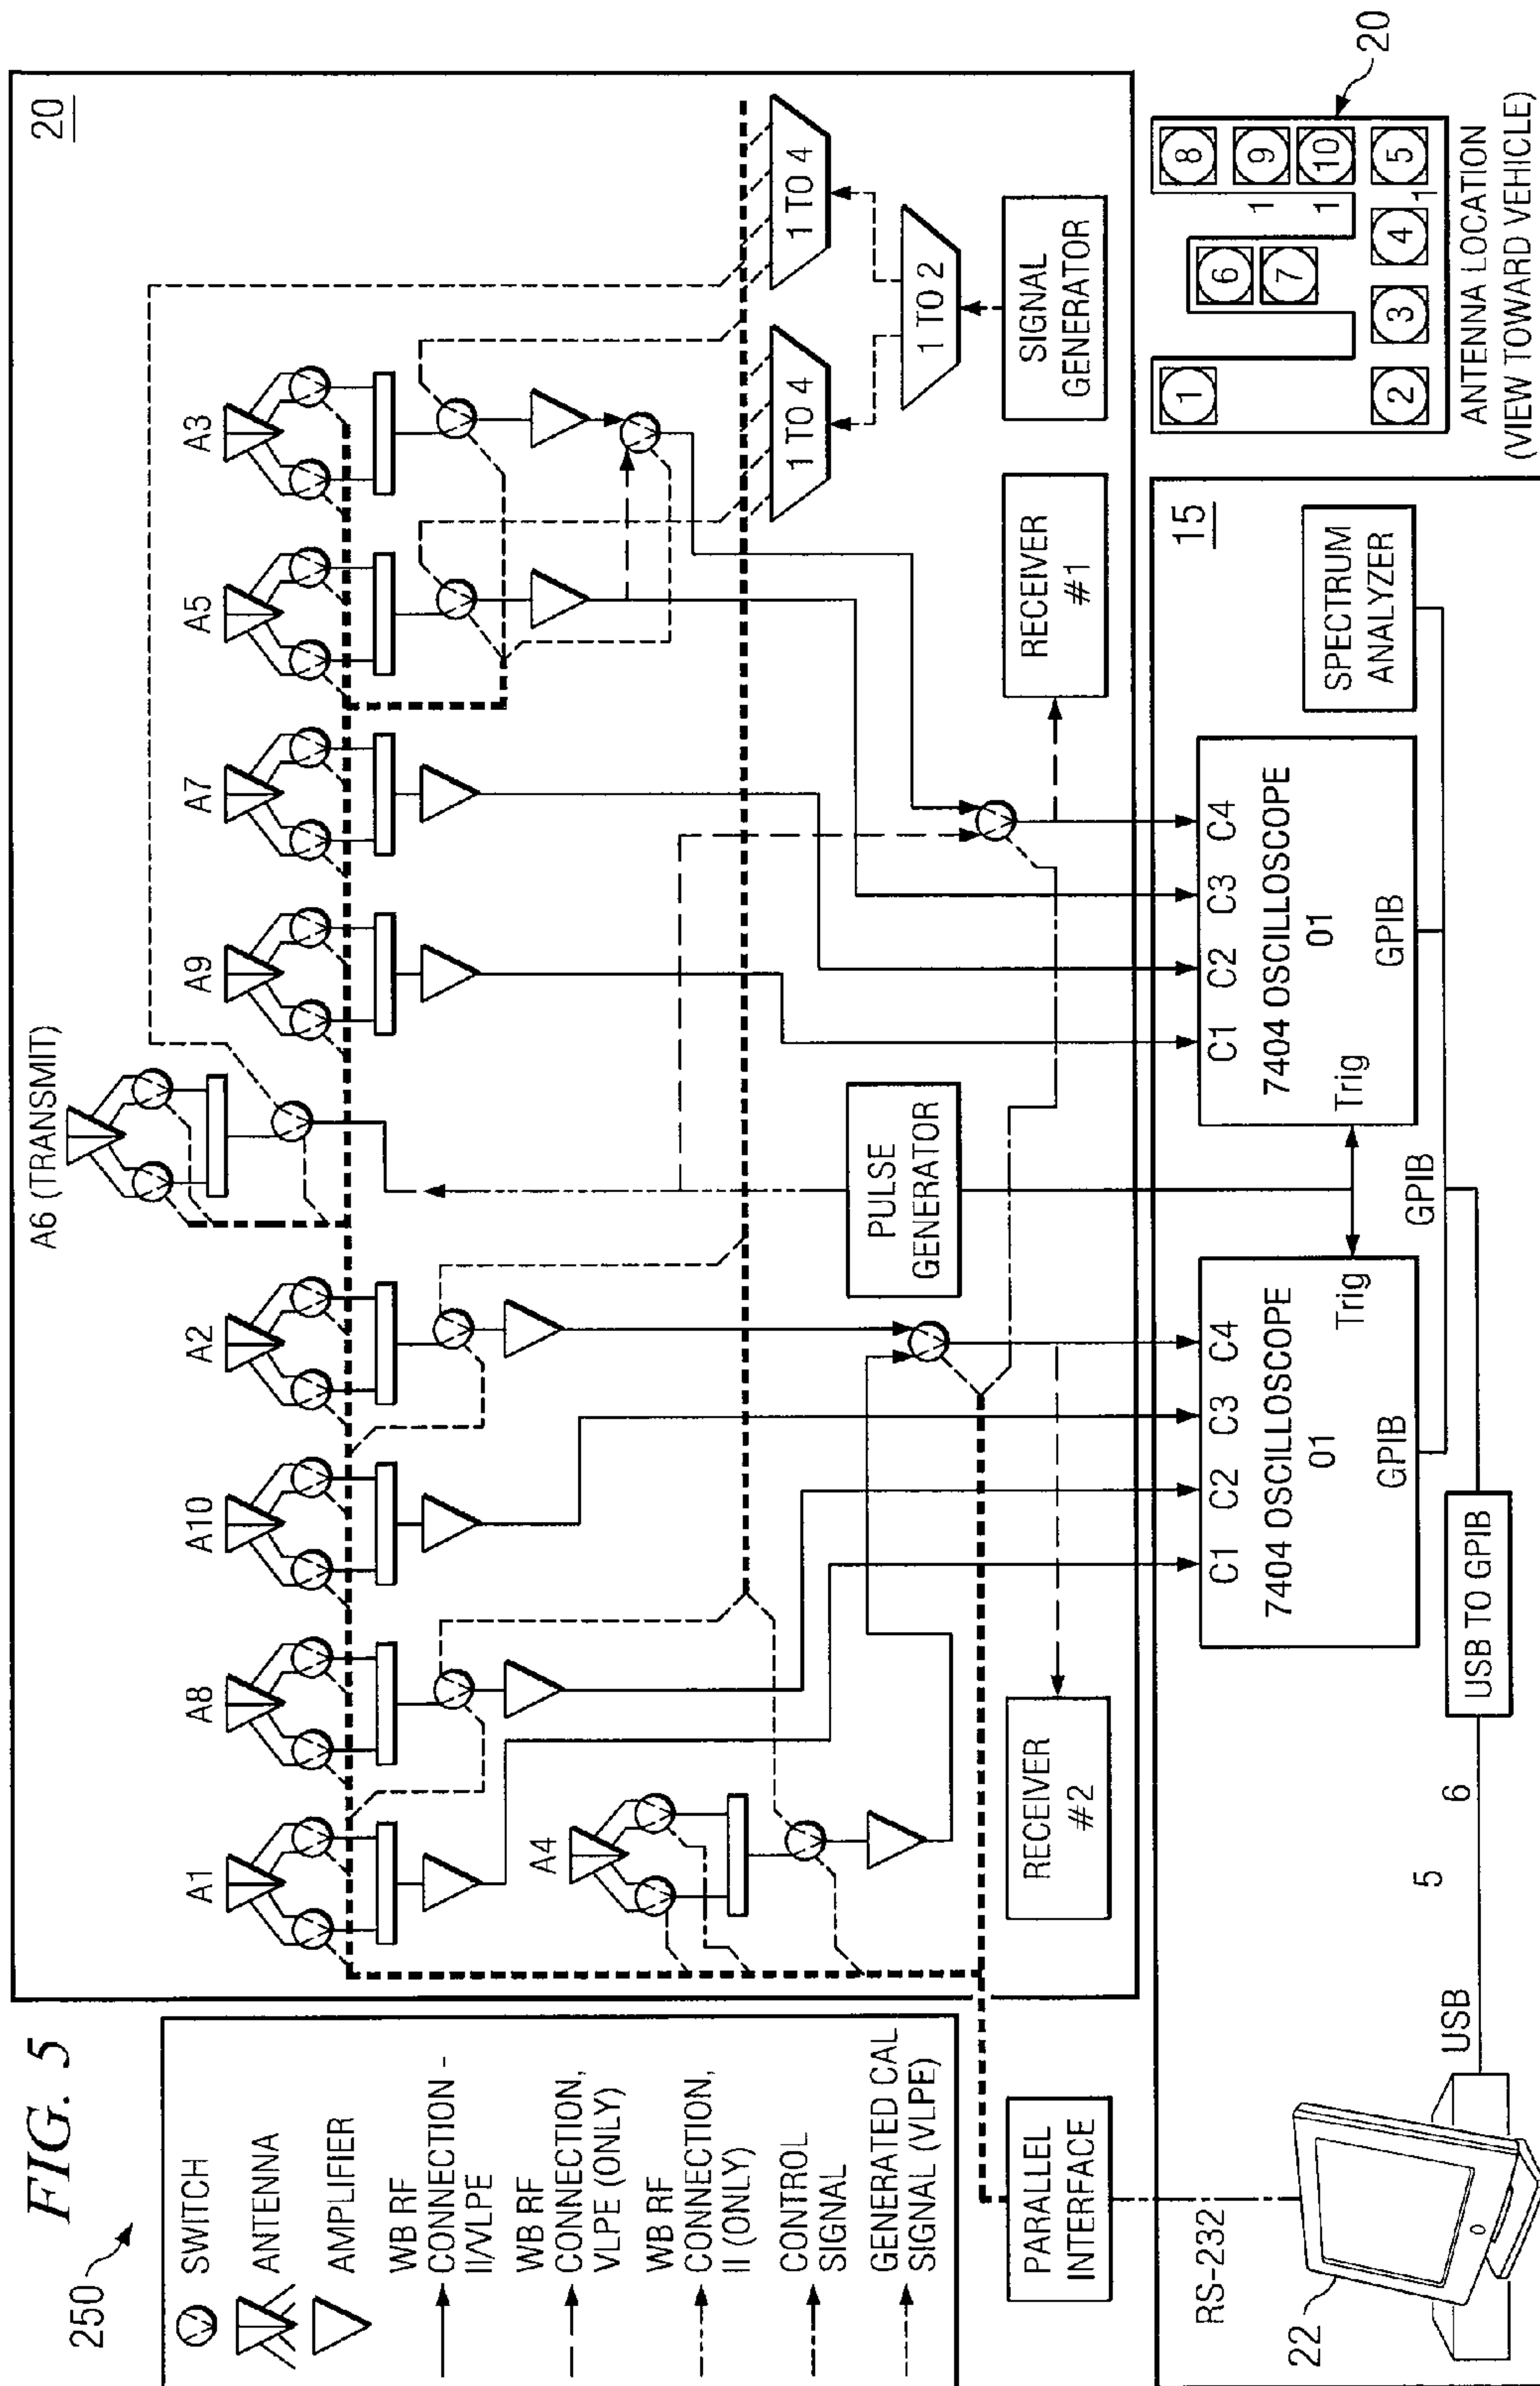 FIG. 5
250
SWITCH
ANTENNA
AMPLIFIER
WB RF
CONNECTION -
II/VLPE
WB RF
CONNECTION,
VLPE (ONLY)
WB RF
CONNECTION,
II (ONLY)
CONTROL
SIGNAL
GENERATED CAL
SIGNAL (VLPE)
20
A6 (TRANSMIT)
A1
A8
A10
A2
A9
A7
A5
A3
A4
1 TO 4
1 TO 4
1 TO 2
SIGNAL
GENERATOR
PULSE
GENERATOR
RECEIVER
#2
RECEIVER
#1
PARALLEL
INTERFACE
RS-232
22
USB
5
6
USB TO GPIB
C1
C2
C3
C4
7404 OSCILLOSCOPE
01
Trig
GPIB
GPIB
C1
C2
C3
C4
7404 OSCILLOSCOPE
01
Trig
GPIB
15
SPECTRUM
ANALYZER
1
6
8
7
9
1
10
1
2
3
4
1
5
20
ANTENNA LOCATION
(VIEW TOWARD VEHICLE)